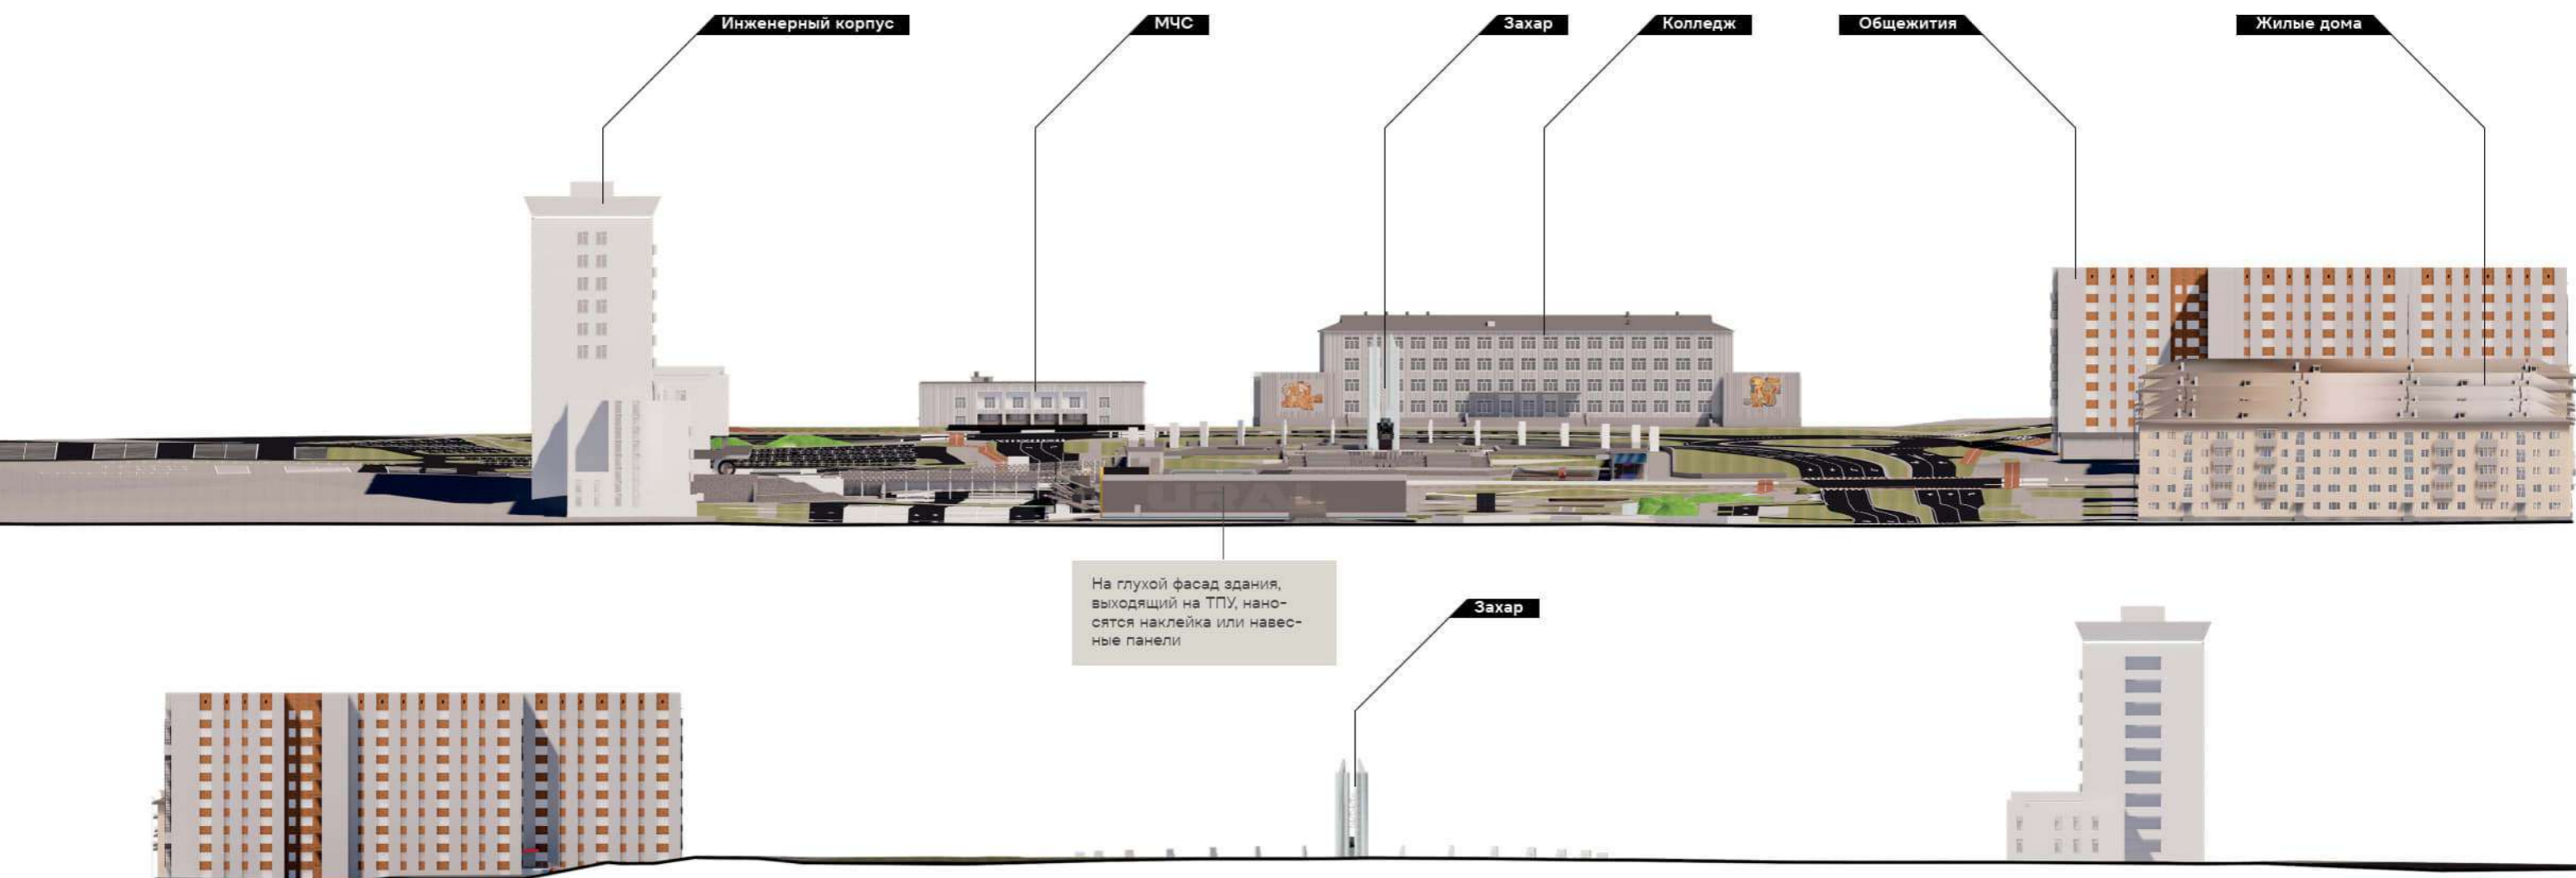 Инженерный корпус
МЧС
Захар
Колледж
Общежития
Жилые дома
URAL
На глухой фасад здания,
выходящий на ТПУ, нано-
сятся наклейка или навес-
ные панели
Захар